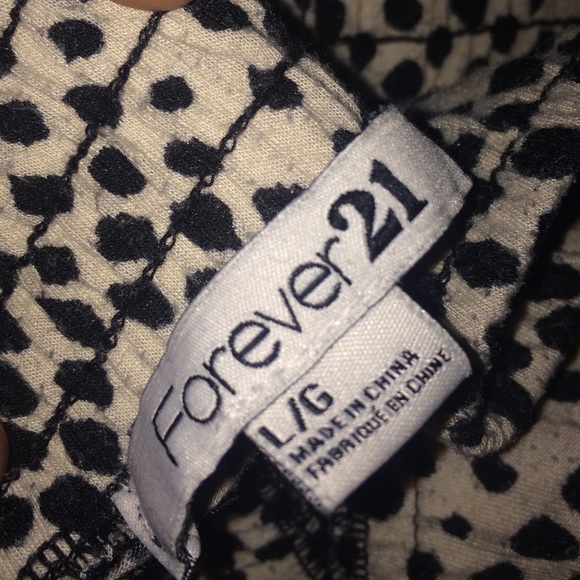 Forever21
L/G
MADE IN CHINA
FABRIQUÉ EN CHINE